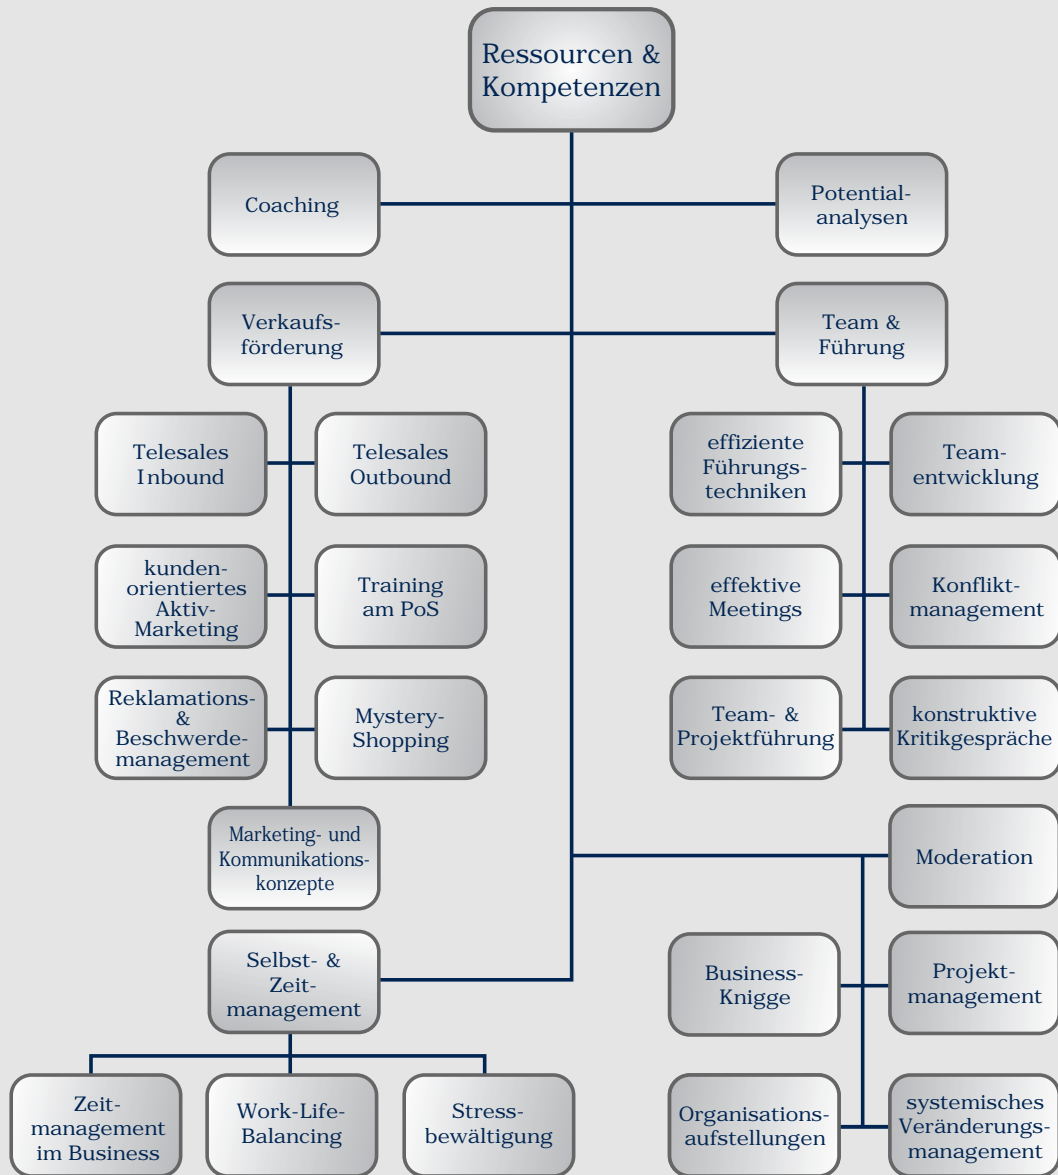 Ressourcen &
Kompetenzen
Coaching
Potential-
analysen
Verkaufs-
förderung
Team &
Führung
Telesales
Inbound
Telesales
Outbound
effiziente
Führungs-
techniken
Team-
entwicklung
kunden-
orientiertes
Aktiv-
Marketing
Training
am PoS
effektive
Meetings
Konflikt-
management
Reklamations-
&
Beschwerde-
management
Mystery-
Shopping
Team- &
Projektführung
konstruktive
Kritikgespräche
Marketing- und
Kommunikations-
konzepte
Moderation
Selbst- &
Zeit-
management
Business-
Knigge
Projekt-
management
Zeit-
management
im Business
Work-Life-
Balancing
Stress-
bewältigung
Organisations-
aufstellungen
systemisches
Veränderungs-
management